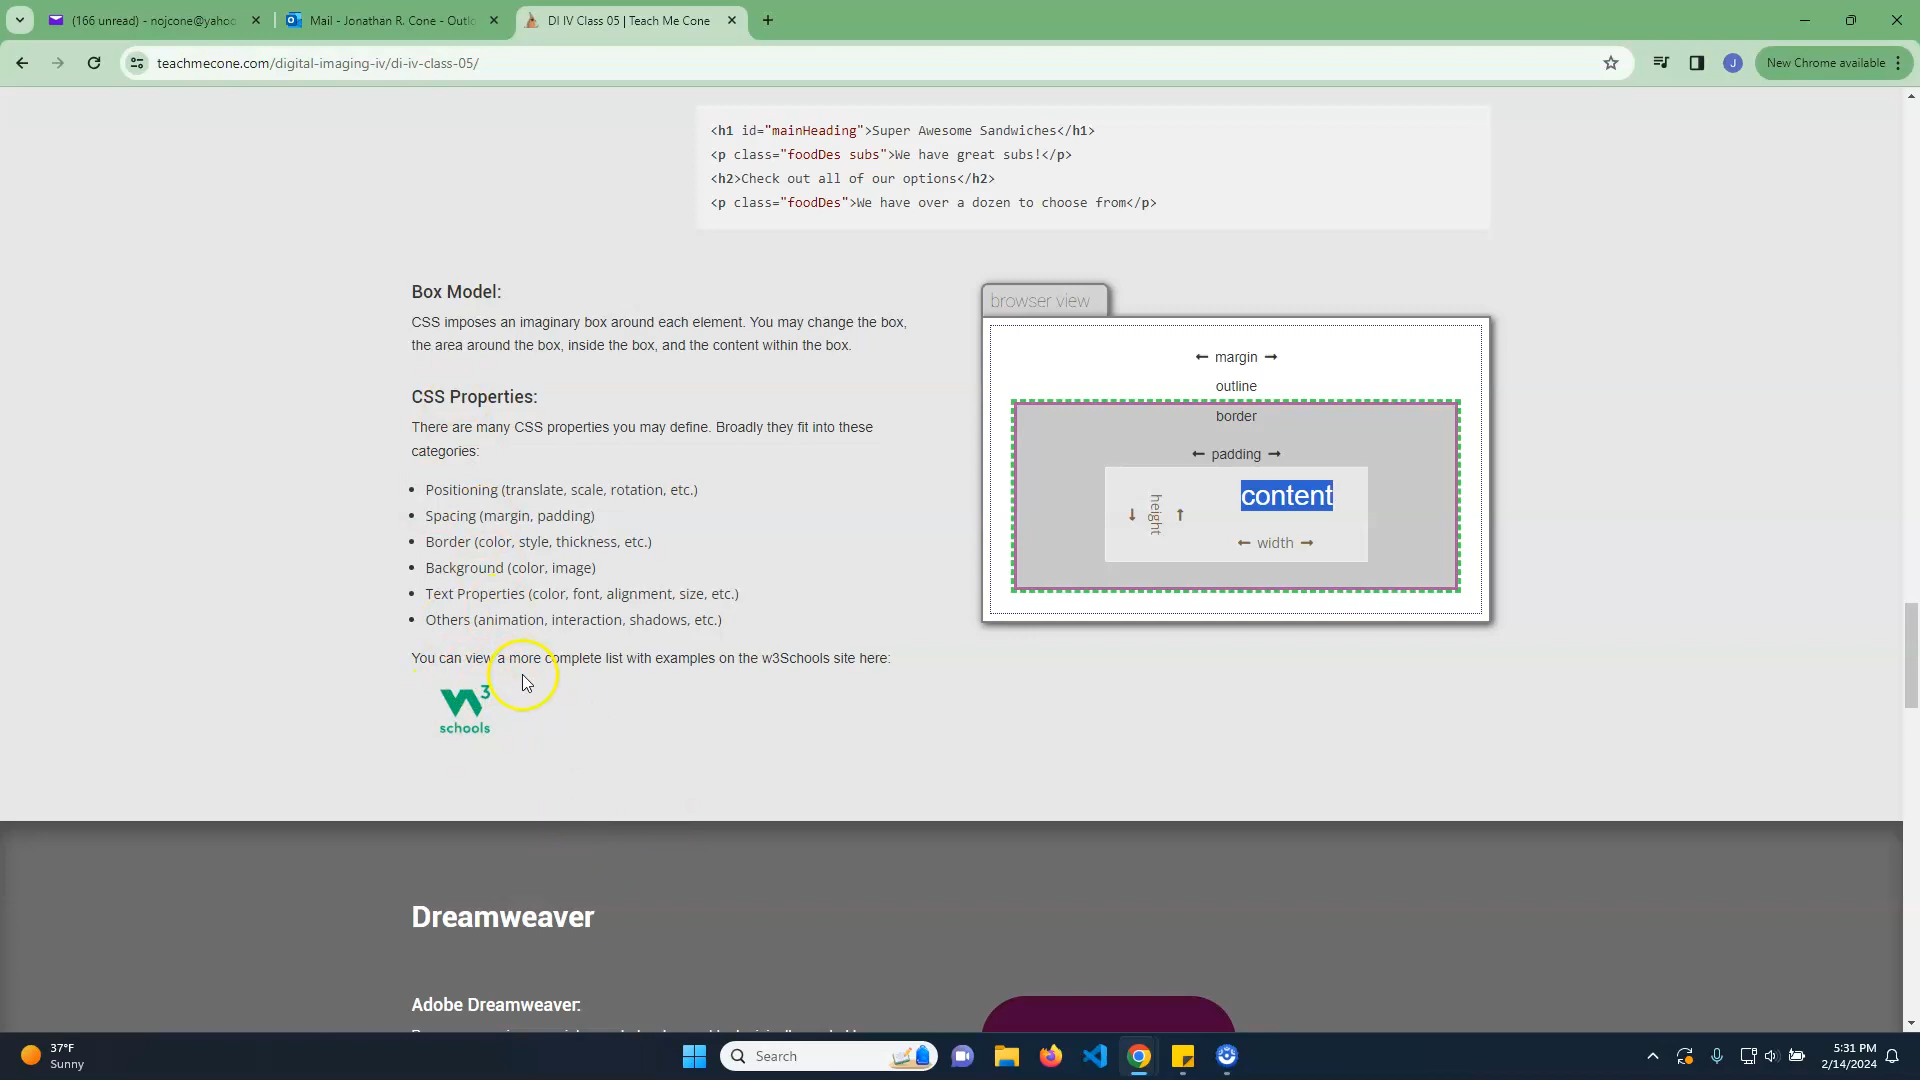 (166 unread) - nojcone@yahoo
Mail - Jonathan R. Cone - Outlo
DI IV Class 05 | Teach Me Cone
teachmecone.com/digital-imaging-iv/di-iv-class-05/
J
New Chrome available
<h1 id="mainHeading">Super Awesome Sandwiches</h1>
<p class="foodDes subs">We have great subs!</p>
<h2>Check out all of our options</h2>
<p class="foodDes">We have over a dozen to choose from</p>
Box Model:
CSS imposes an imaginary box around each element. You may change the box,
the area around the box, inside the box, and the content within the box.
CSS Properties:
There are many CSS properties you may define. Broadly they fit into these
categories:
• Positioning (translate, scale, rotation, etc.)
• Spacing (margin, padding)
• Border (color, style, thickness, etc.)
• Background (color, image)
• Text Properties (color, font, alignment, size, etc.)
• Others (animation, interaction, shadows, etc.)
You can view a more complete list with examples on the w3Schools site here:
W3
schools
browser view
← margin →
outline
border
← padding →
content
height
← width →
Dreamweaver
Adobe Dreamweaver:
37°F
Sunny
Search
5:31 PM
2/14/2024